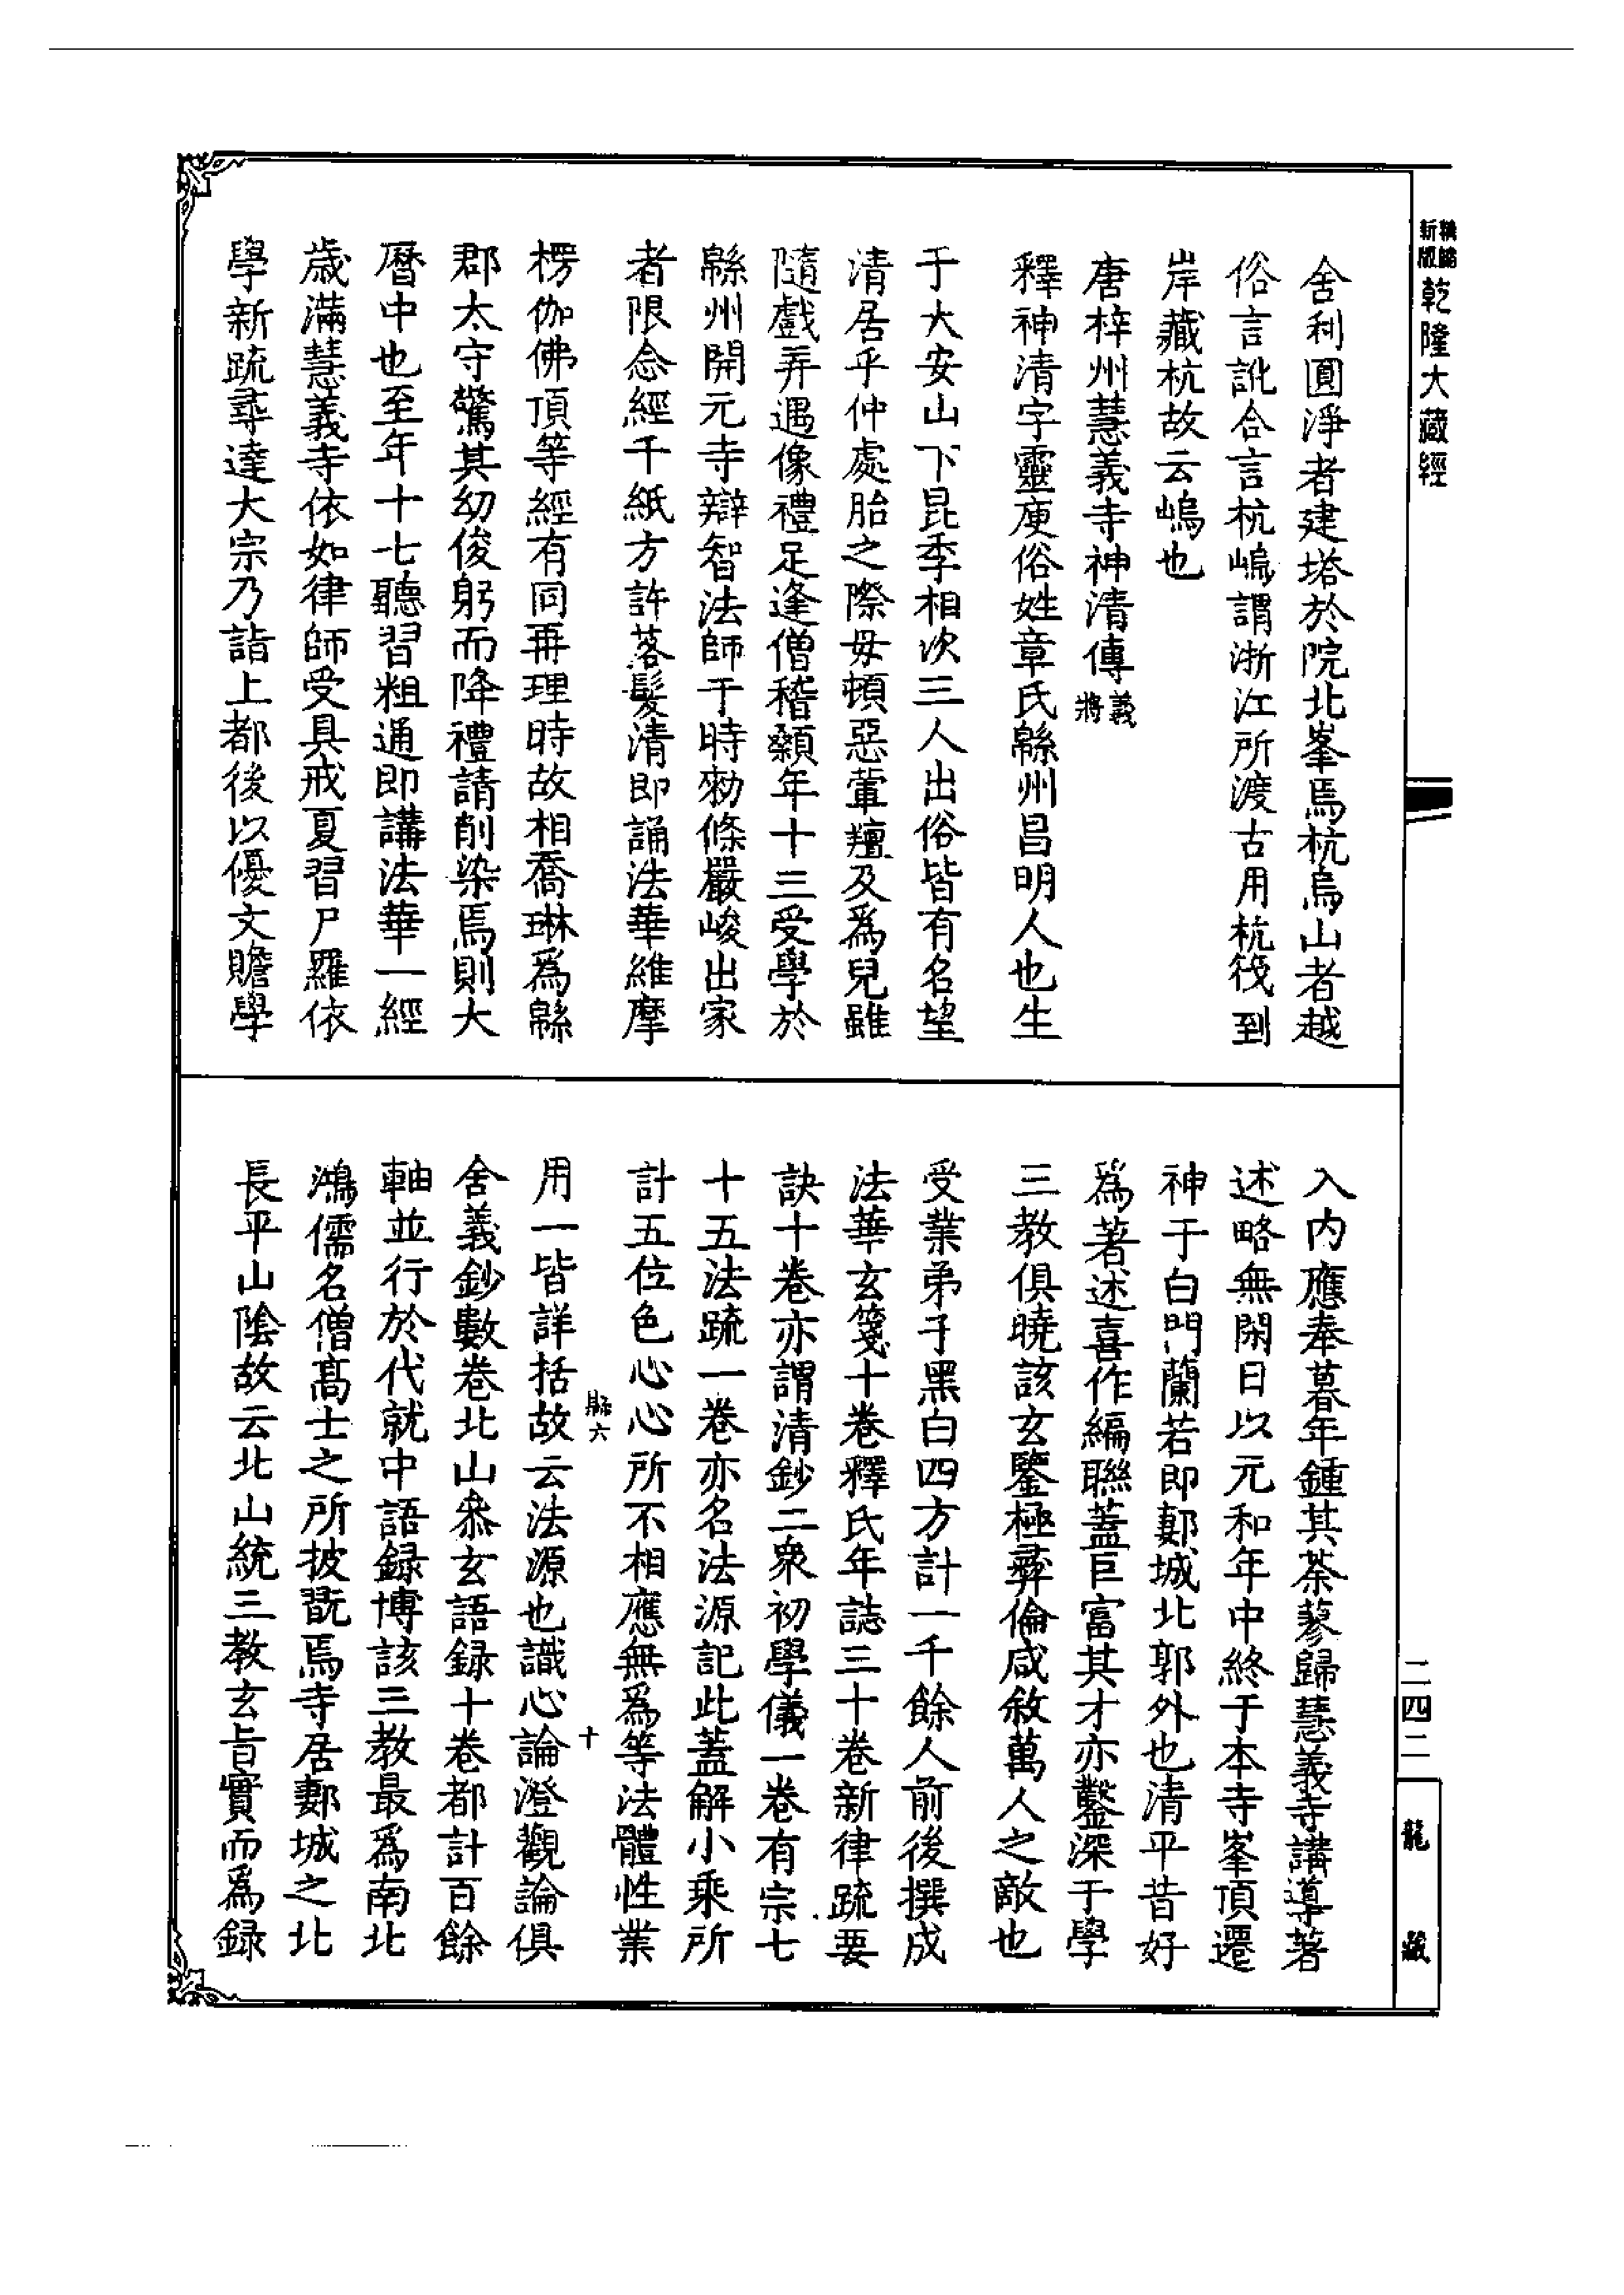 新版
精縮
乾隆大藏經
舍利圓淨者建塔於院北峯焉杭烏山者越
俗言訛合言杭嵨謂浙江所渡古用杭筏到
岸藏杭故云嵨也
唐梓州慧義寺神清傳義將
釋神清字靈庾俗姓章氏緜州昌明人也生
于大安山下昆季相次三人出俗皆有名望
清居乎仲處胎之際毋頓惡葷羶及爲兒雖
隨戲弄遇像禮足逢僧稽顙年十三受學於
緜州開元寺辯智法師于時勑條嚴峻出家
者限念經千紙方許落髮清即誦法華維摩
楞伽佛頂等經有同再理時故相喬琳爲緜
郡太守驚其幼俊躬而降禮請削染焉則大
曆中也至年十七聽習粗通即講法華一經
歲滿慧義寺依如律師受具戒夏習尸羅依
學新疏尋達大宗乃詣上都後以優文贍學
入内應奉暮年鍾其荼蓼歸慧義寺講導著
述略無閑日以元和年中終于本寺峯頂遷
神于白門蘭若即郪城北郭外也清平昔好
爲著述喜作編聯蓋巨富其才亦鑿深于學
三教俱曉該玄鑒極彛倫咸敘萬人之敵也
受業弟子黑白四方計一千餘人前後撰成
法華玄箋十卷釋氏年誌三十卷新律疏要
訣十卷亦謂清鈔二衆初學儀一卷有宗七
十五法疏一卷亦名法源記此蓋解小乘所
計五位色心心所不相應無爲等法體性業
縣六
十
用一皆詳括故云法源也識心論澄觀論俱
舍義鈔數卷北山叅玄語録十卷都計百餘
軸並行於代就中語録博該三教最爲南北
鴻儒名僧髙士之所披翫焉寺居郪城之北
長平山隂故云北山統三教玄旨實而爲録
二四二
龍藏